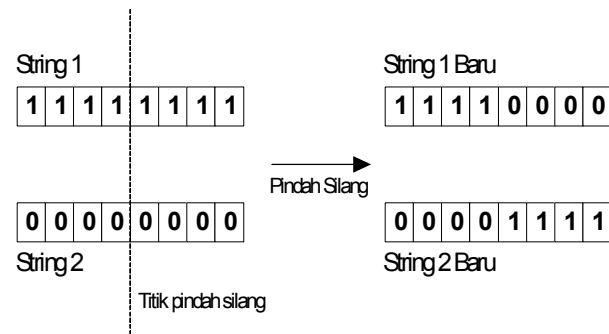 String 1
1 1 1 1 1 1 1 1
0 0 0 0 0 0 0 0
String 2
Titik pindah silang
Pindah Silang
String 1 Baru
1 1 1 1 0 0 0 0
0 0 0 0 1 1 1 1
String 2 Baru